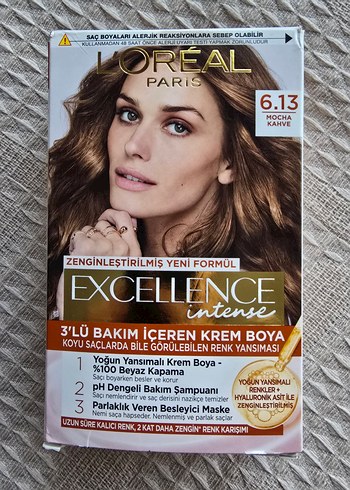 SAÇ BOYALARI ALERJİK REAKSİYONLARA SEBEP OLABİLİR
KULLANMADAN 48 SAAT ÖNCE ALERJİ UYARI TESTİ YAPMAK ZORUNLUDUR
L'ORÉAL
PARIS
6.13
MOCHA
KAHVE
ZENGİNLEŞTİRİLMİŞ YENİ FORMÜL
EXCELLENCE
intense
3'LÜ BAKIM İÇEREN KREM BOYA
KOYU SAÇLARDA BİLE GÖRÜLEBİLEN RENK YANSIMASI
1 Yoğun Yansımalı Krem Boya -
%100 Beyaz Kapama
Saçı boyarken besler ve korur
2 pH Dengeli Bakım Şampuanı
Saçı nemlendirir ve saç derisini nazikçe temizler
3 Parlaklık Veren Besleyici Maske
Nemi saça hapseder. Nemlenmiş ve parlak saçlar
YOĞUN YANSIMALI
RENKLER +
HYALURONİK ASİT İLE
ZENGİNLEŞTİRİLMİŞ
UZUN SÜRE KALICI RENK, 2 KAT DAHA ZENGİN* RENK KARIŞIMI